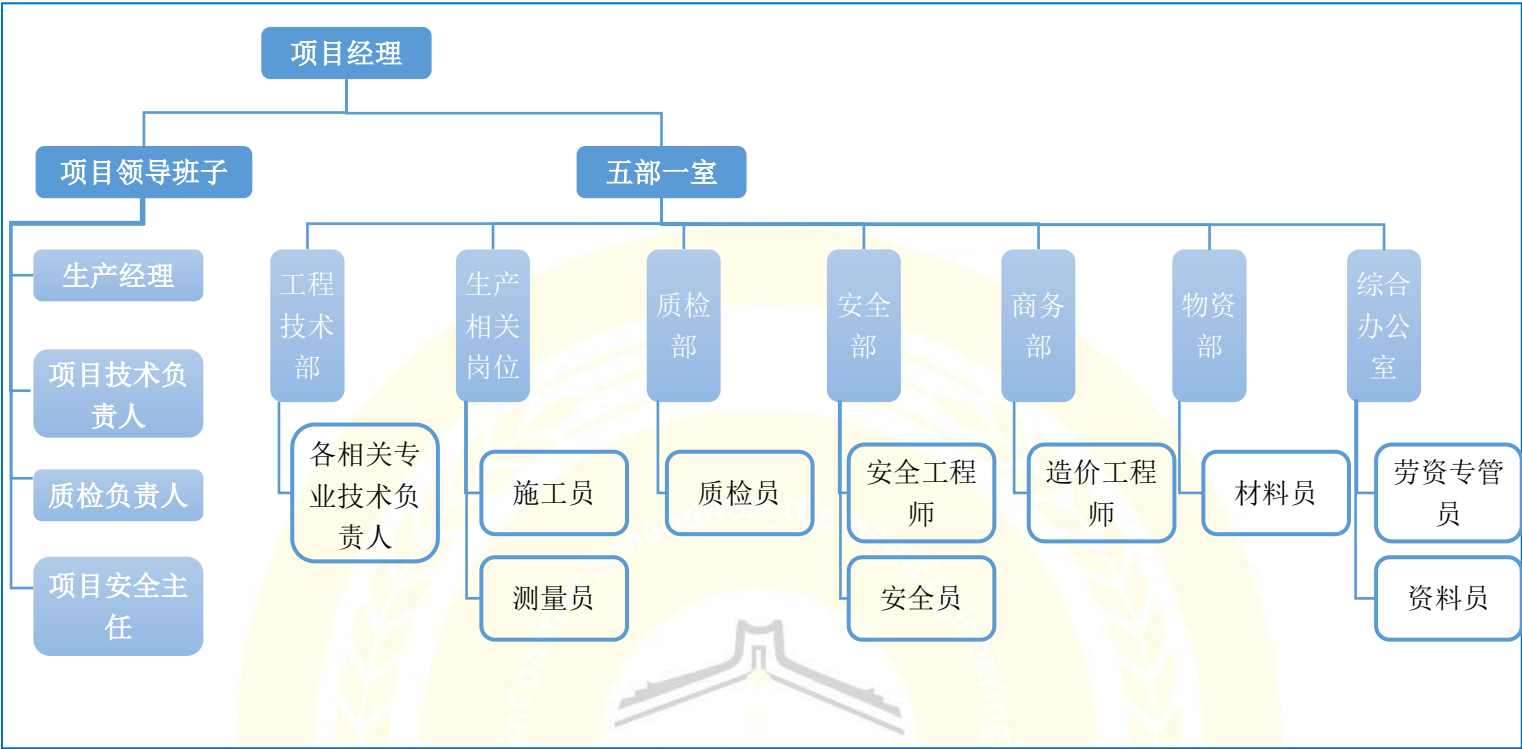 项目经理
项目领导班子
五部一室
生产经理
项目技术负
责人
质检负责人
项目安全主
任
工程
技术
部
各相关专
业技术负
责人
生产
相关
岗位
施工员
测量员
质检
部
质检员
安全
部
安全工程
师
安全员
商务
部
造价工程
师
物资
部
材料员
综合
办公
室
劳资专管
员
资料员